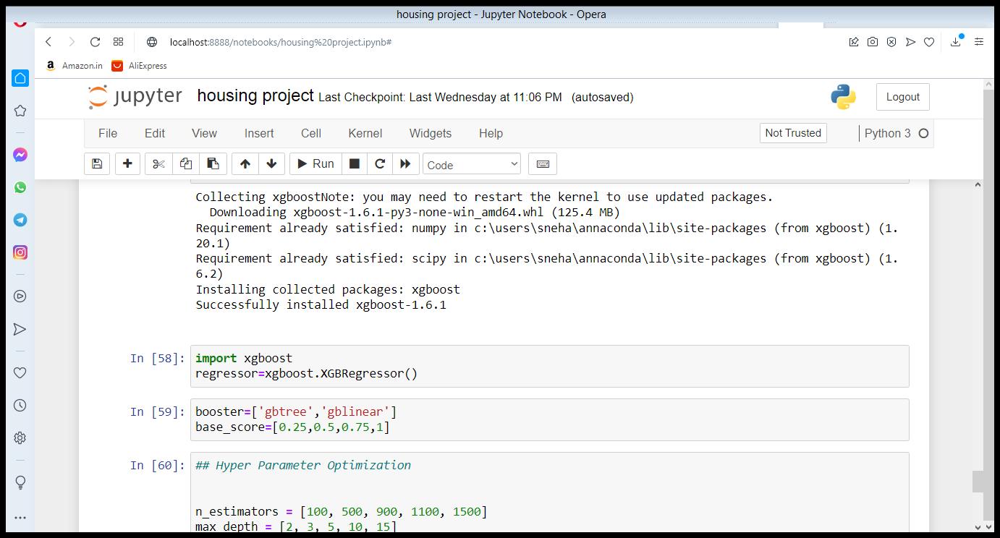 housing project - Jupyter Notebook - Opera
localhost:8888/notebooks/housing%20project.ipynb#
a Amazon.in AliExpress
jupyter housing project Last Checkpoint: Last Wednesday at 11:06 PM (autosaved) Logout
File Edit View Insert Cell Kernel Widgets Help Not Trusted Python 3
Run Code
Collecting xgboostNote: you may need to restart the kernel to use updated packages.
Downloading xgboost-1.6.1-py3-none-win_amd64.whl (125.4 MB)
Requirement already satisfied: numpy in c:\users\sneha\annaconda\lib\site-packages (from xgboost) (1.
20.1)
Requirement already satisfied: scipy in c:\users\sneha\annaconda\lib\site-packages (from xgboost) (1.
6.2)
Installing collected packages: xgboost
Successfully installed xgboost-1.6.1
In [58]: import xgboost
regressor=xgboost.XGBRegressor()
In [59]: booster=['gbtree','gblinear']
base_score=[0.25,0.5,0.75,1]
In [60]: ## Hyper Parameter Optimization
n_estimators = [100, 500, 900, 1100, 1500]
max_depth = [2, 3, 5, 10, 15]